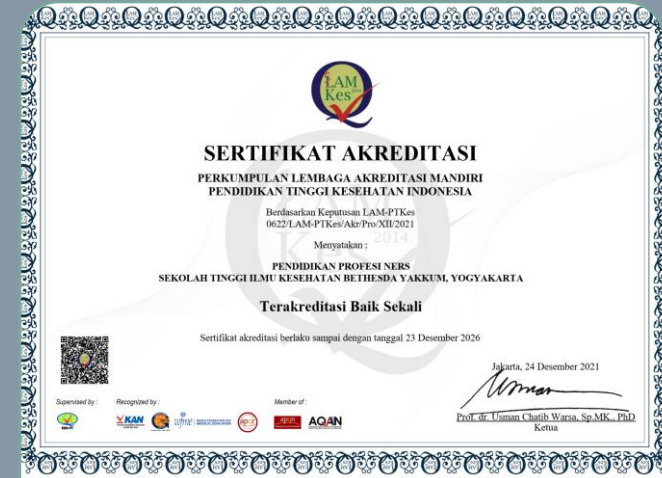 LAM
Kes
SERTIFIKAT AKREDITASI
PERKUMPULAN LEMBAGA AKREDITASI MANDIRI
PENDIDIKAN TINGGI KESEHATAN INDONESIA
Berdasarkan Keputusan LAM-PTKes
0622/LAM-PTKes/Akr/Pro/XII/2021
Menyatakan :
PENDIDIKAN PROFESI NERS
SEKOLAH TINGGI ILMU KESEHATAN BETHESDA YAKKUM, YOGYAKARTA
Terakreditasi Baik Sekali
Sertifikat akreditasi berlaku sampai dengan tanggal 23 Desember 2026
Jakarta, 24 Desember 2021
Prof. dr. Usman Chatib Warsa, Sp.MK., PhD
Ketua
Supervised by :
Recognized by :
Member of :
KAN
wfme
AQAN